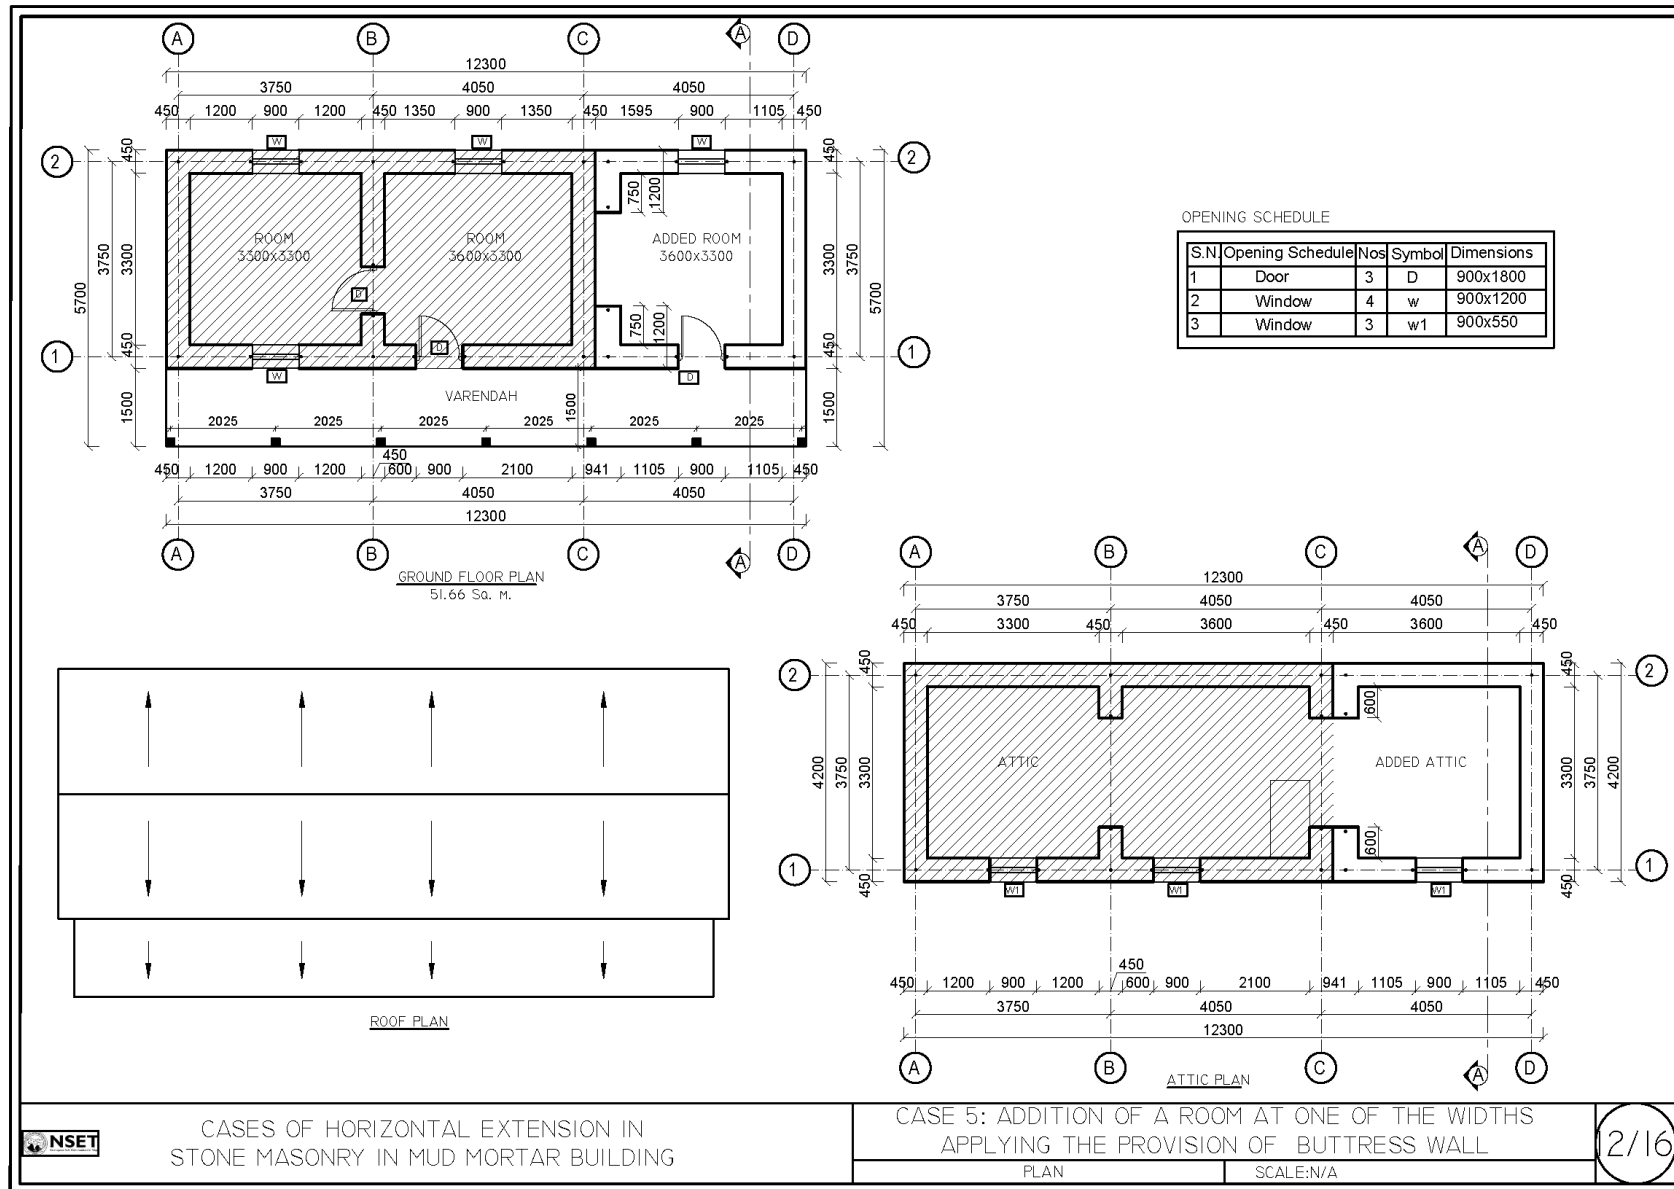 A B C A D
12300
3750 4050 4050
450 1200 900 1200 450 1350 900 1350 450 1595 900 1105 450
W W W
2 2
450 450
750 1200
5700 3750 3300 3300 3750 5700
ROOM ROOM ADDED ROOM
3300x3300 3600x3300 3600x3300
D
750 1200
D
450 450
1 1
W D
VARENDAH
1500 1500 1500
2025 2025 2025 2025 2025 2025
450
450 1200 900 1200 600 900 2100 941 1105 900 1105 450
3750 4050 4050
12300
A B C A D
GROUND FLOOR PLAN
51.66 Sq. M.
OPENING SCHEDULE
S.N. Opening Schedule Nos Symbol Dimensions
1 Door 3 D 900x1800
2 Window 4 w 900x1200
3 Window 3 w1 900x550
ROOF PLAN
A B C A D
12300
3750 4050 4050
450 3300 450 3600 450 3600 450
2 2
450 450
600
4200 3750 3300 3300 3750 4200
ATTIC ADDED ATTIC
600
1 1
450 450
W1 W1 W1
450
450 1200 900 1200 600 900 2100 941 1105 900 1105 450
3750 4050 4050
12300
A B C A D
ATTIC PLAN
NSET
CASES OF HORIZONTAL EXTENSION IN
STONE MASONRY IN MUD MORTAR BUILDING
CASE 5: ADDITION OF A ROOM AT ONE OF THE WIDTHS
APPLYING THE PROVISION OF BUTTRESS WALL
PLAN SCALE:N/A
12/16